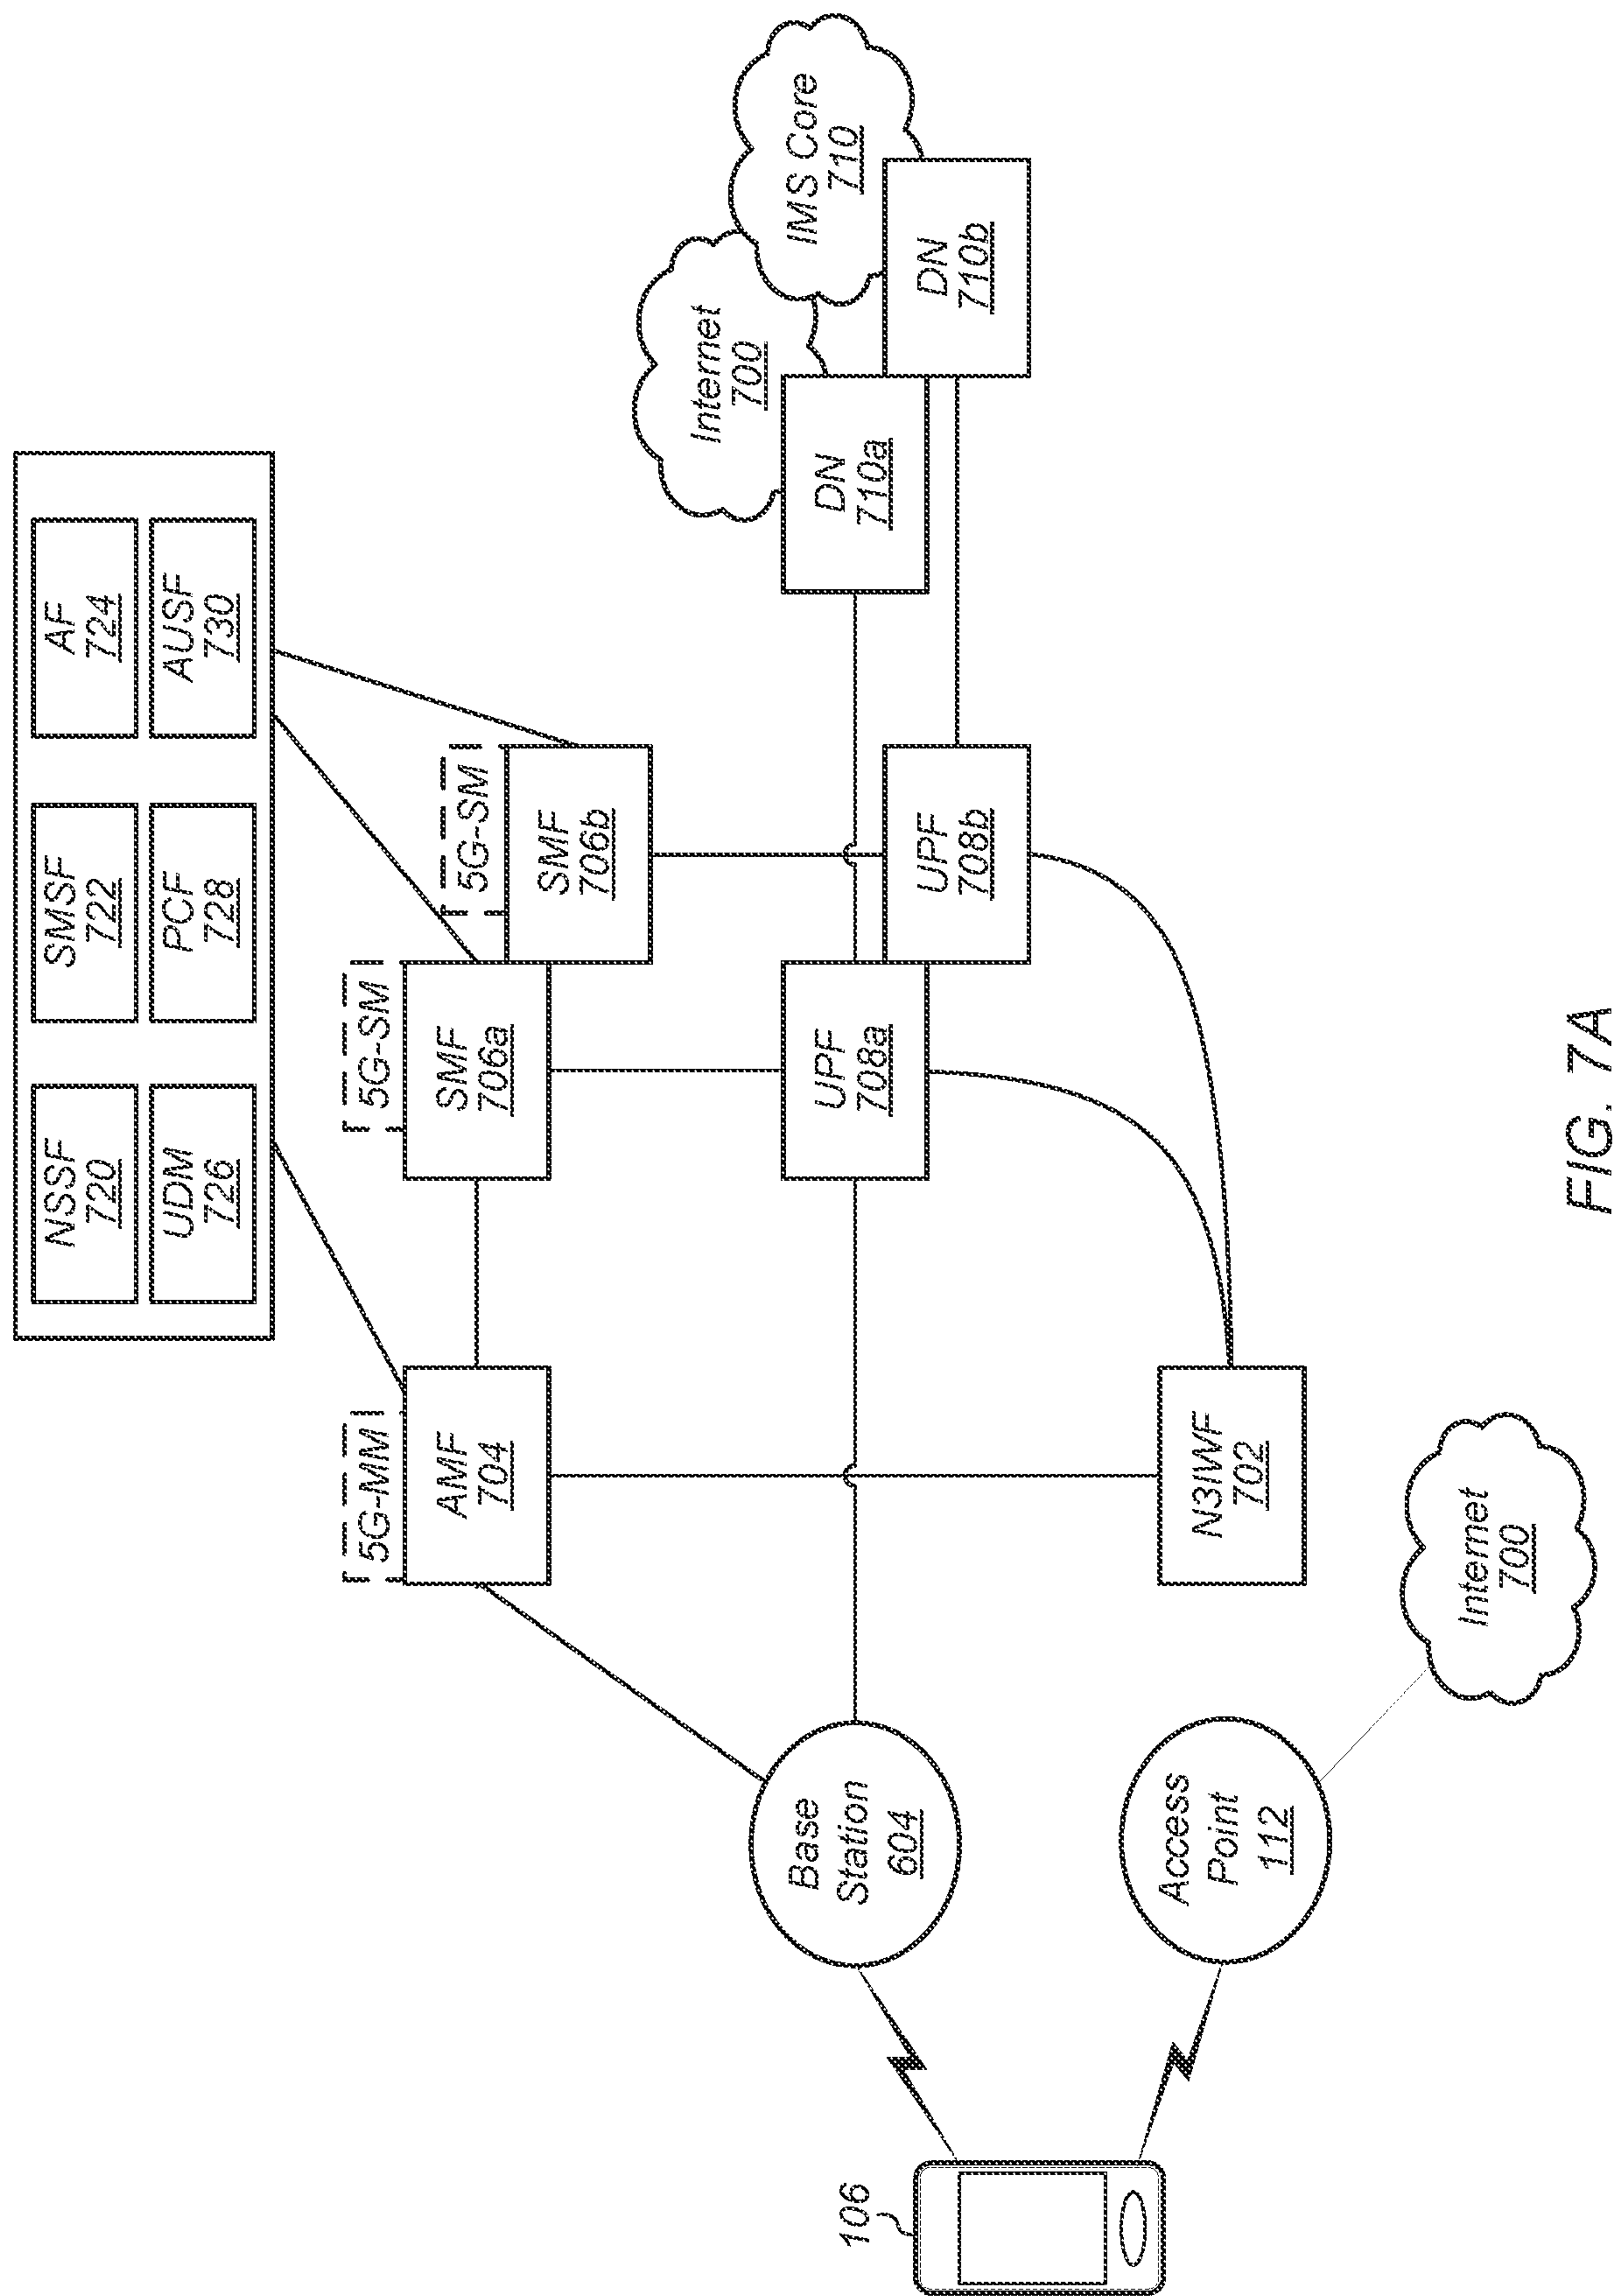 NSSF
720
SMSF
722
AF
724
UDM
726
PCF
728
AUSF
730
5G-MM
AMF
704
5G-SM
SMF
706a
5G-SM
SMF
706b
Internet
700
IMS Core
710
Base
Station
604
UPF
708a
UPF
708b
DN
710a
DN
710b
106
Access
Point
112
N3IWF
702
Internet
700
FIG. 7A